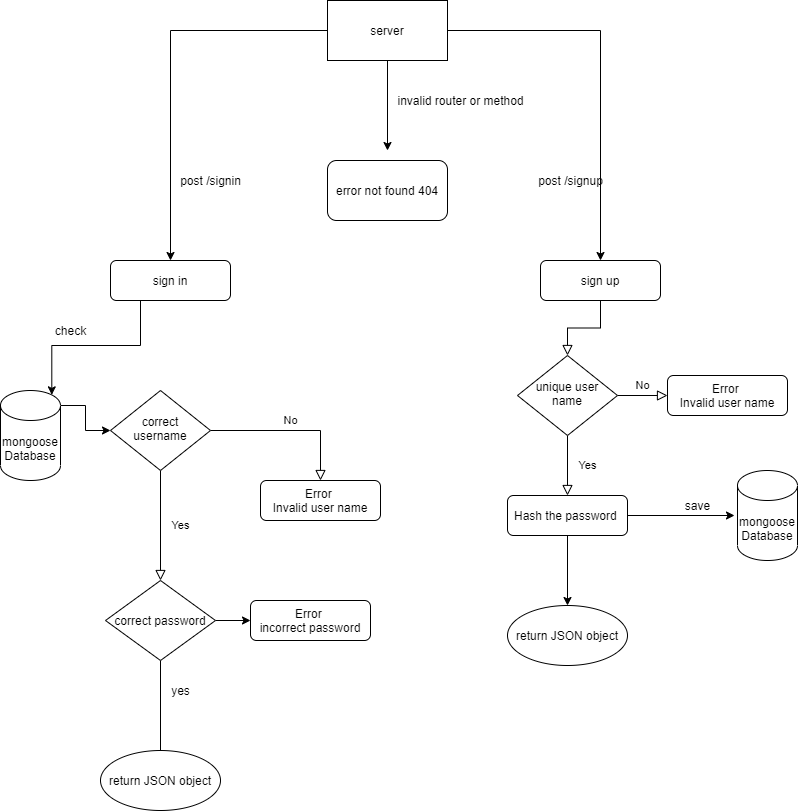 server
invalid router or method
post /signin
error not found 404
post /signup
sign in
sign up
check
unique user
name
No
Error
Invalid user name
mongoose
Database
correct
username
No
Error
Invalid user name
Yes
Hash the password
save
mongoose
Database
Yes
correct password
Error
incorrect password
return JSON object
yes
return JSON object